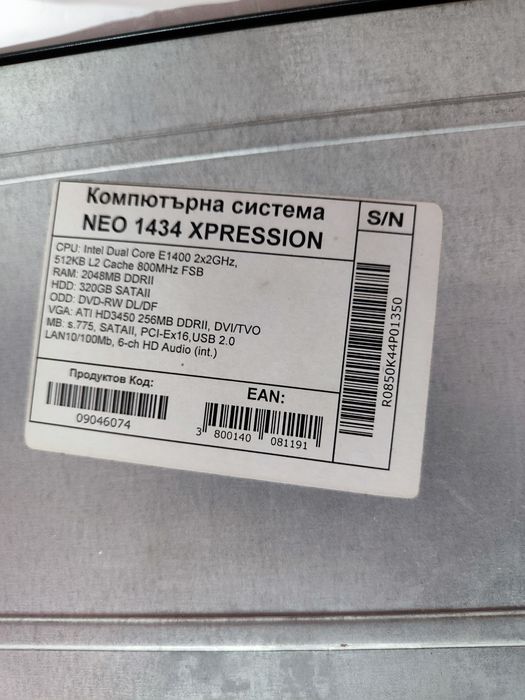 Компютърна система
NEO 1434 XPRESSION
S/N
CPU: Intel Dual Core E1400 2x2GHz,
512KB L2 Cache 800MHz FSB
RAM: 2048MB DDRII
HDD: 320GB SATAII
ODD: DVD-RW DL/DF
VGA: ATI HD3450 256MB DDRII, DVI/TVO
MB: s.775, SATAII, PCI-Ex16,USB 2.0
LAN10/100Mb, 6-ch HD Audio (int.)
R0850K44P01350
Продуктов Код:
09046074
EAN:
3 800140 081191